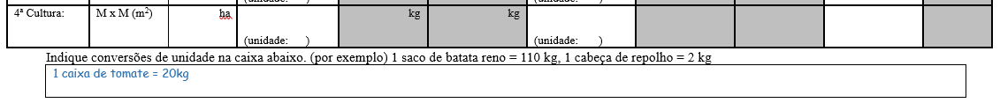 4ª Cultura: M x M (m²) ha kg kg
(unidade: ) (unidade: )
Indique conversões de unidade na caixa abaixo. (por exemplo) 1 saco de batata reno = 110 kg, 1 cabeça de repolho = 2 kg
1 caixa de tomate = 20kg